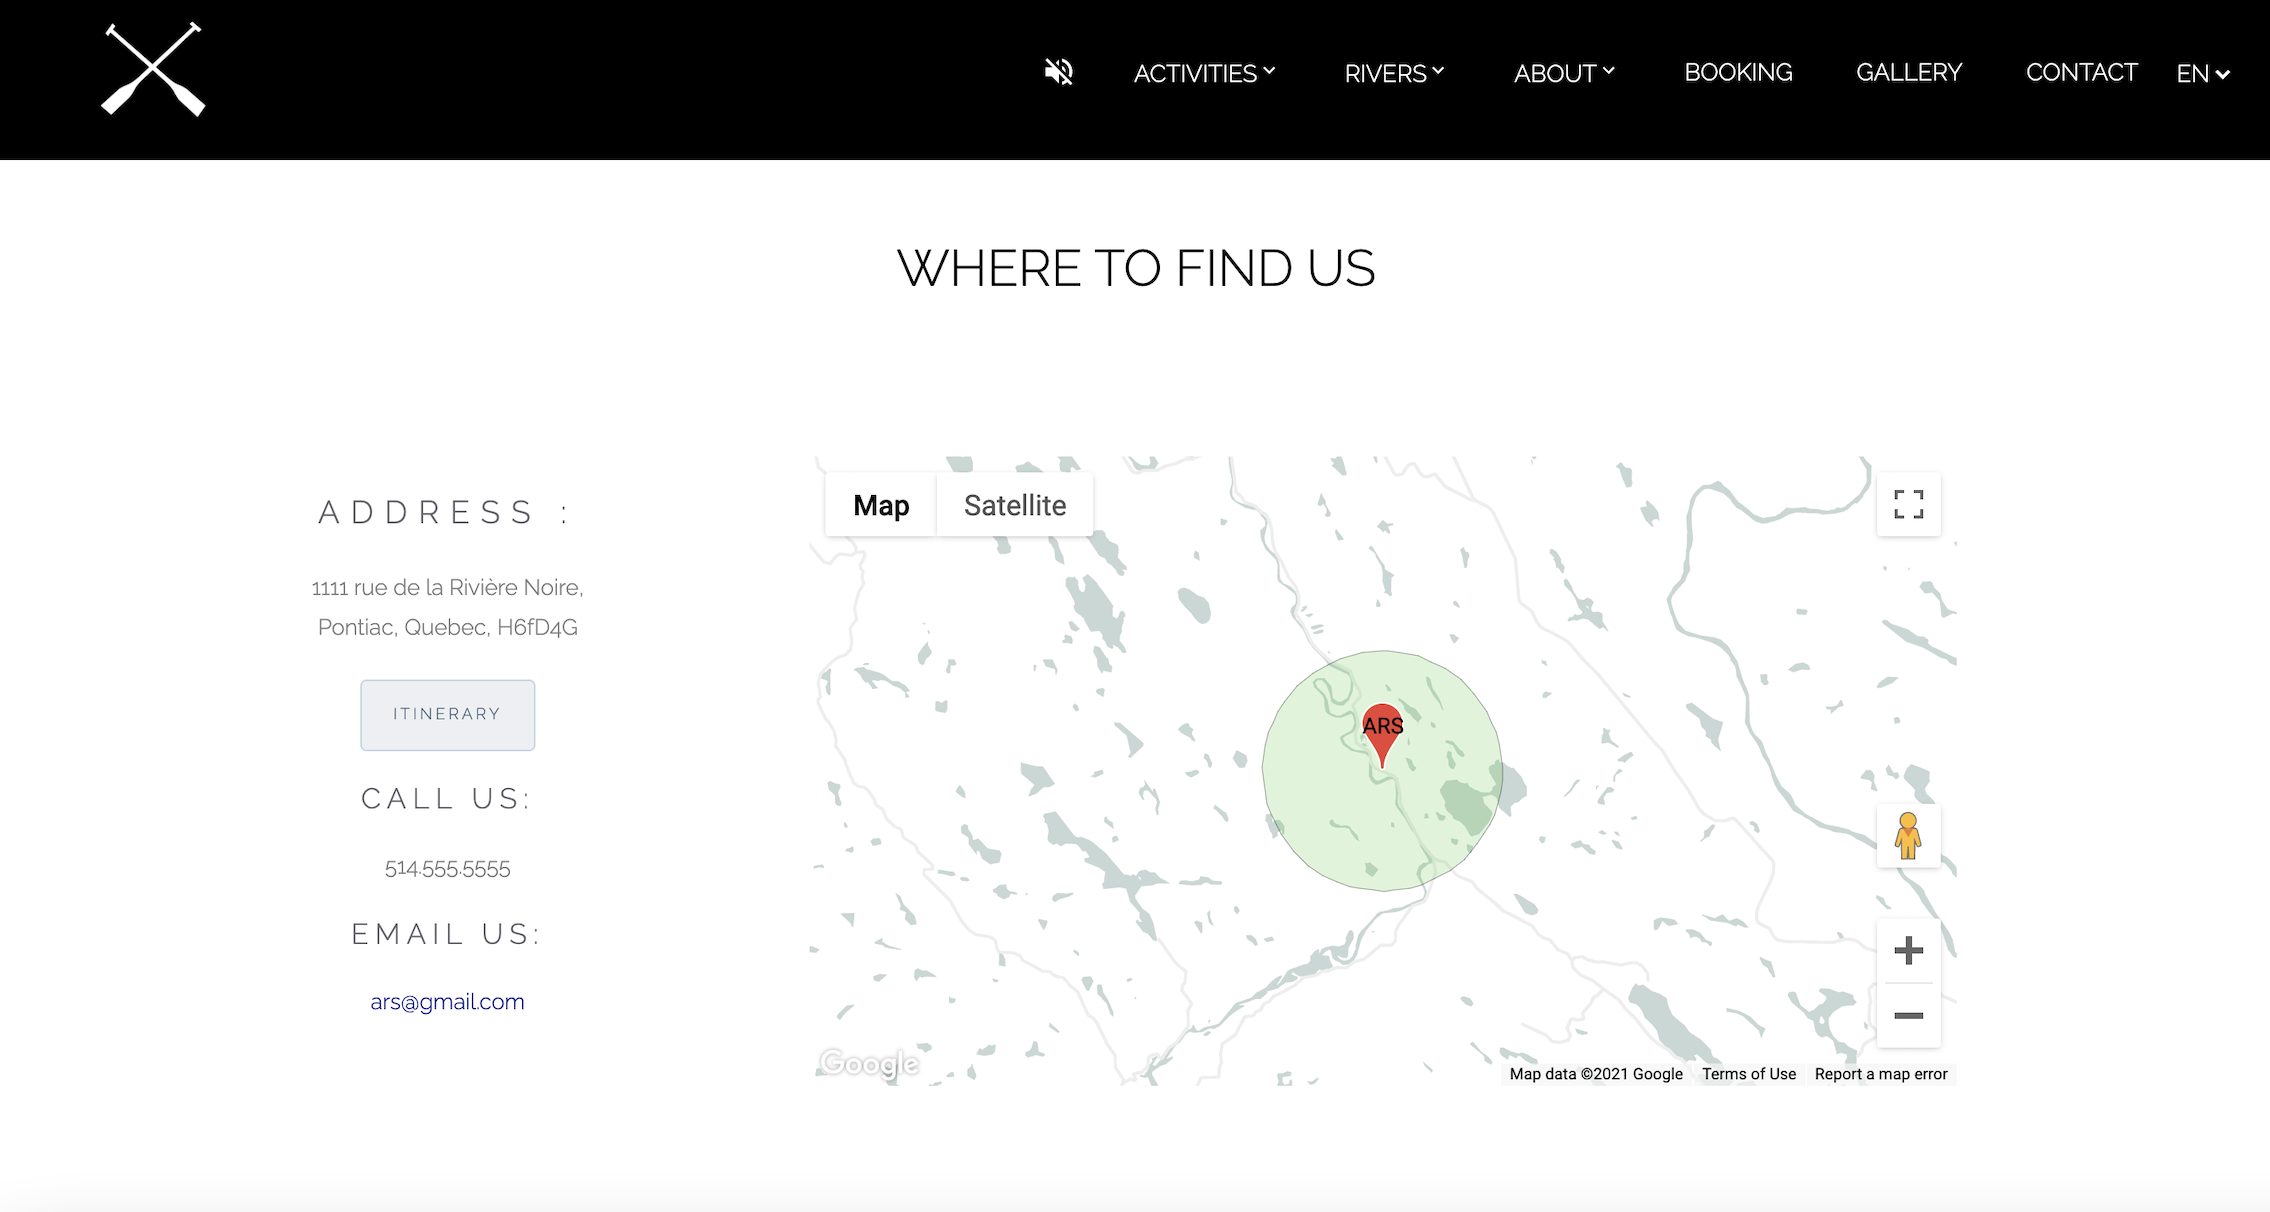 ACTIVITIES
RIVERS
ABOUT
BOOKING
GALLERY
CONTACT
EN
WHERE TO FIND US
ADDRESS :
1111 rue de la Rivière Noire,
Pontiac, Quebec, H6fD4G
ITINERARY
CALL US:
514.555.5555
EMAIL US:
ars@gmail.com
Map
Satellite
ARS
Google
Map data ©2021 Google
Terms of Use
Report a map error